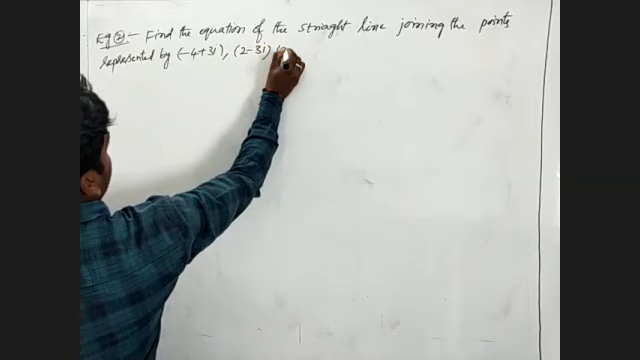 Eg ②:- Find the equation of the straight line joining the points
represented by (-4+3i), (2-3i)